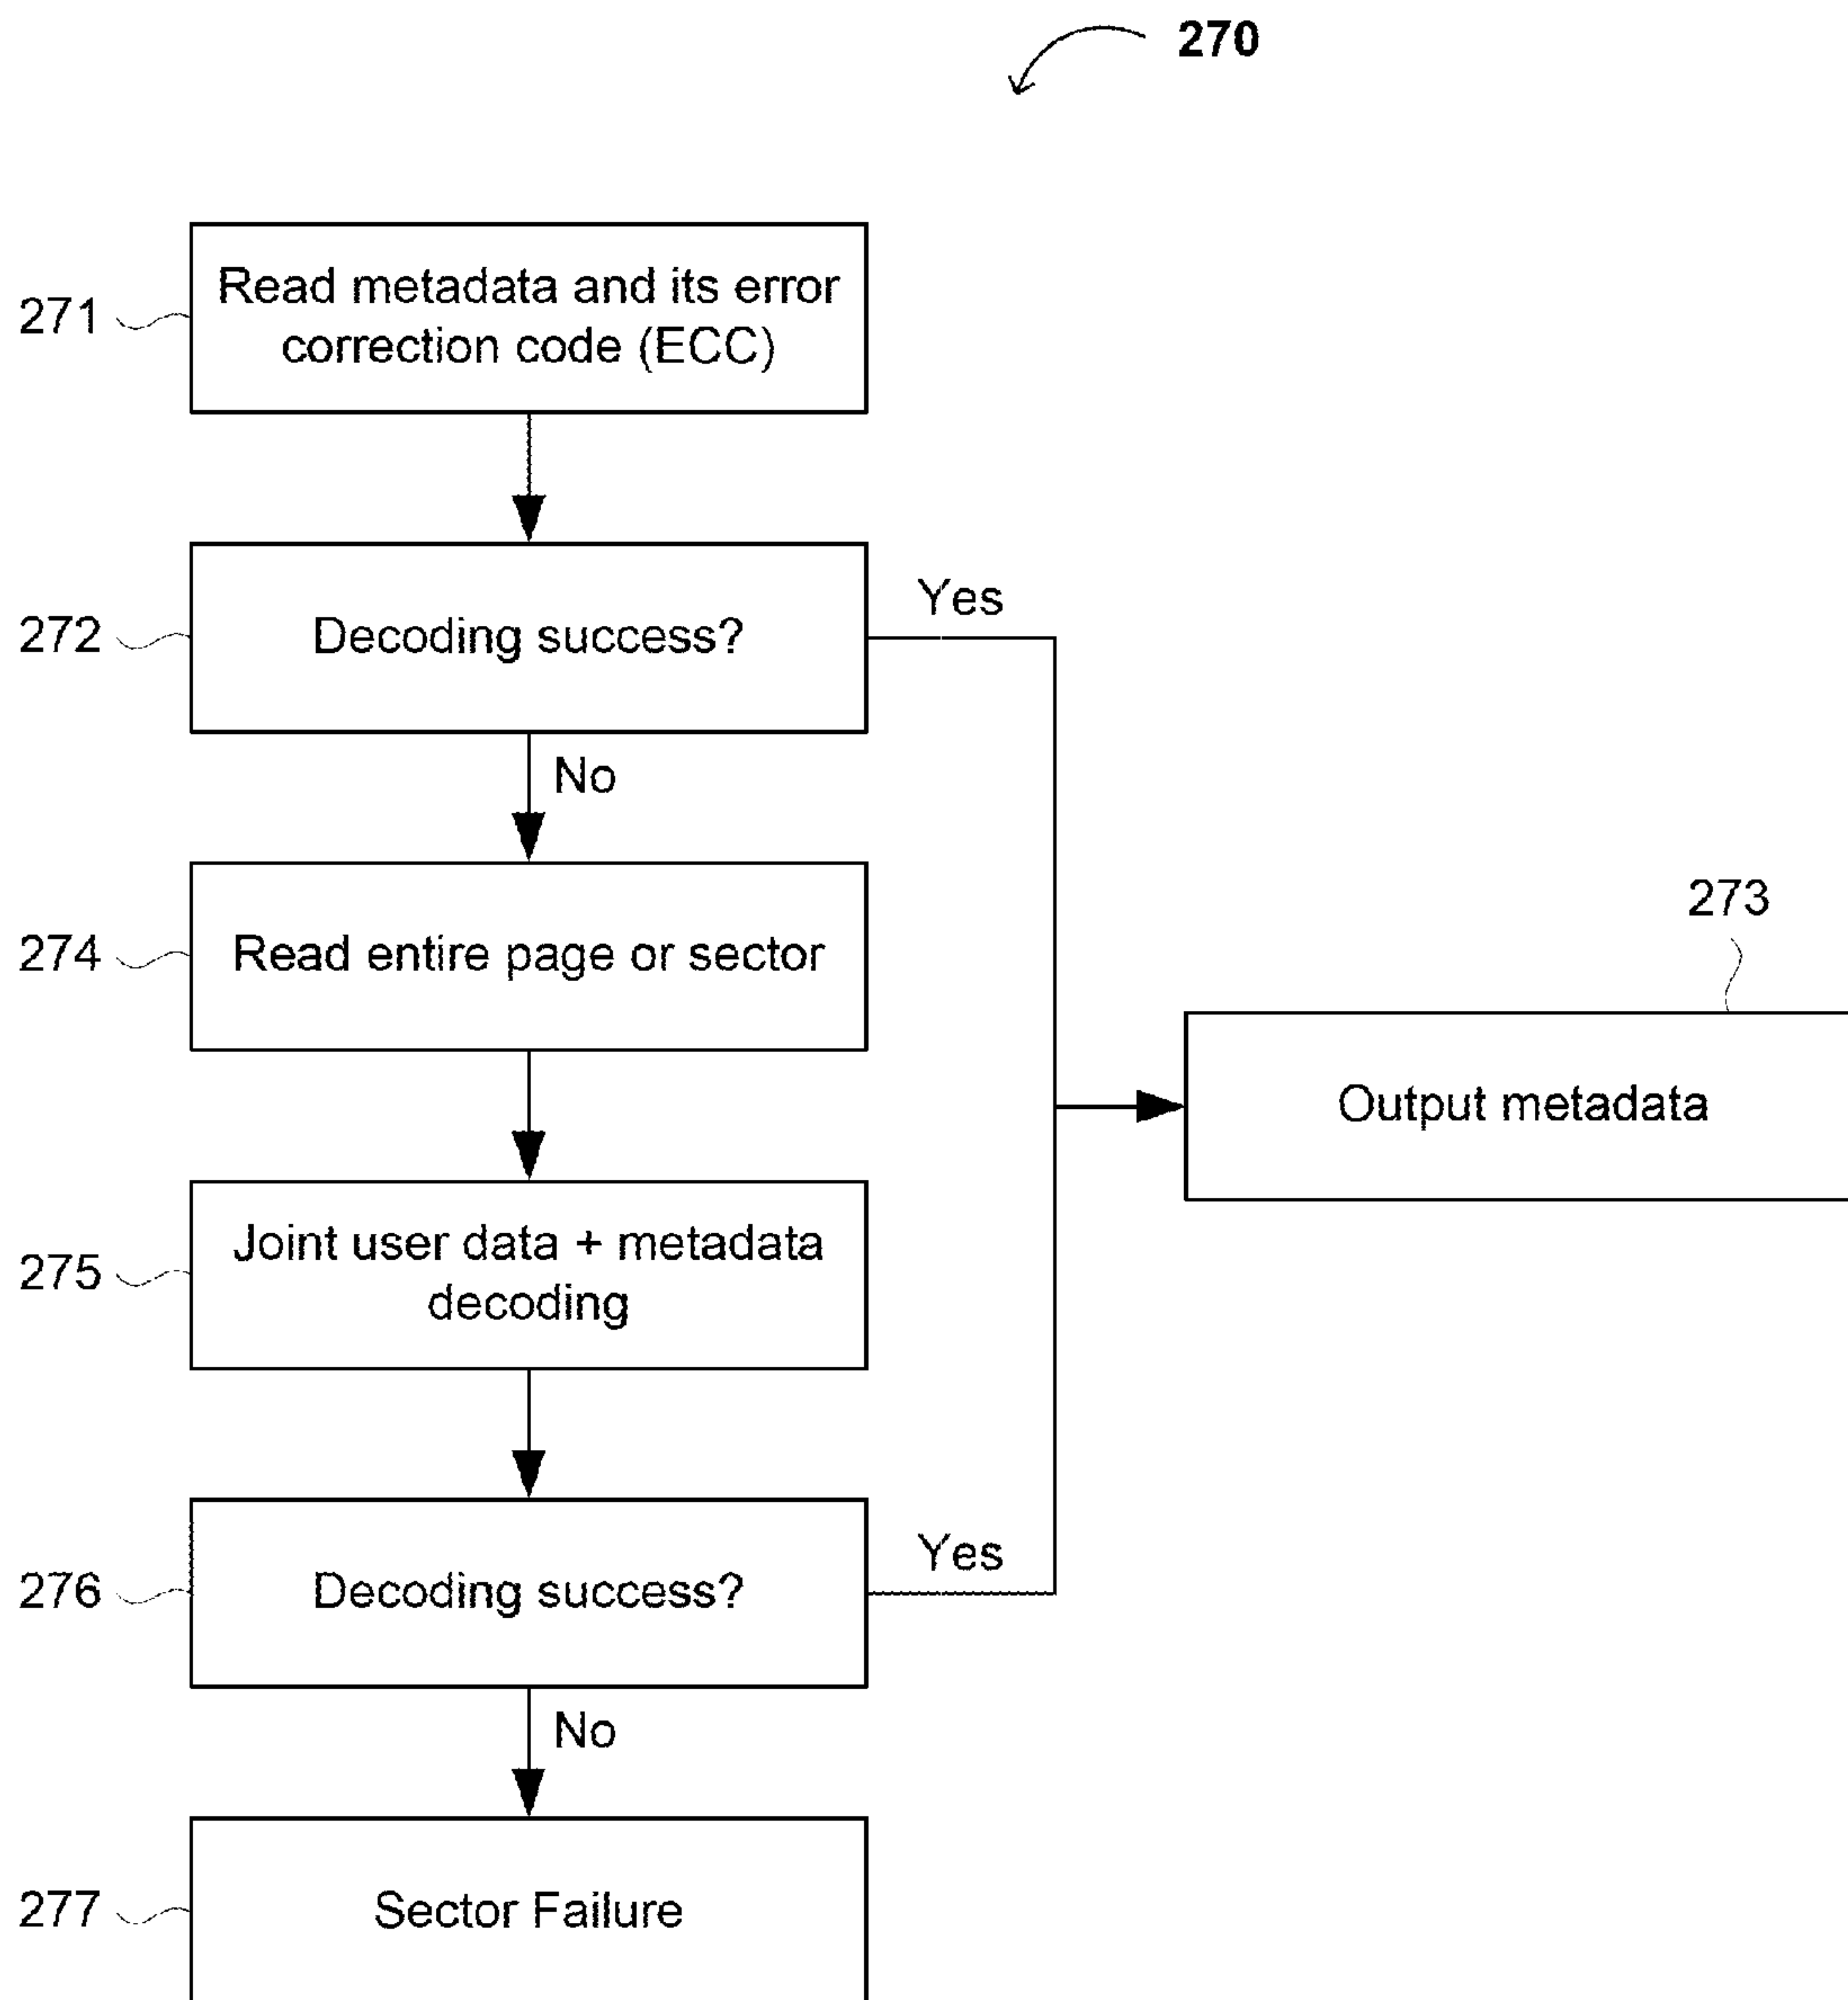 270
271
Read metadata and its error
correction code (ECC)
272
Decoding success?
Yes
No
274
Read entire page or sector
273
Output metadata
275
Joint user data + metadata
decoding
276
Decoding success?
Yes
No
277
Sector Failure